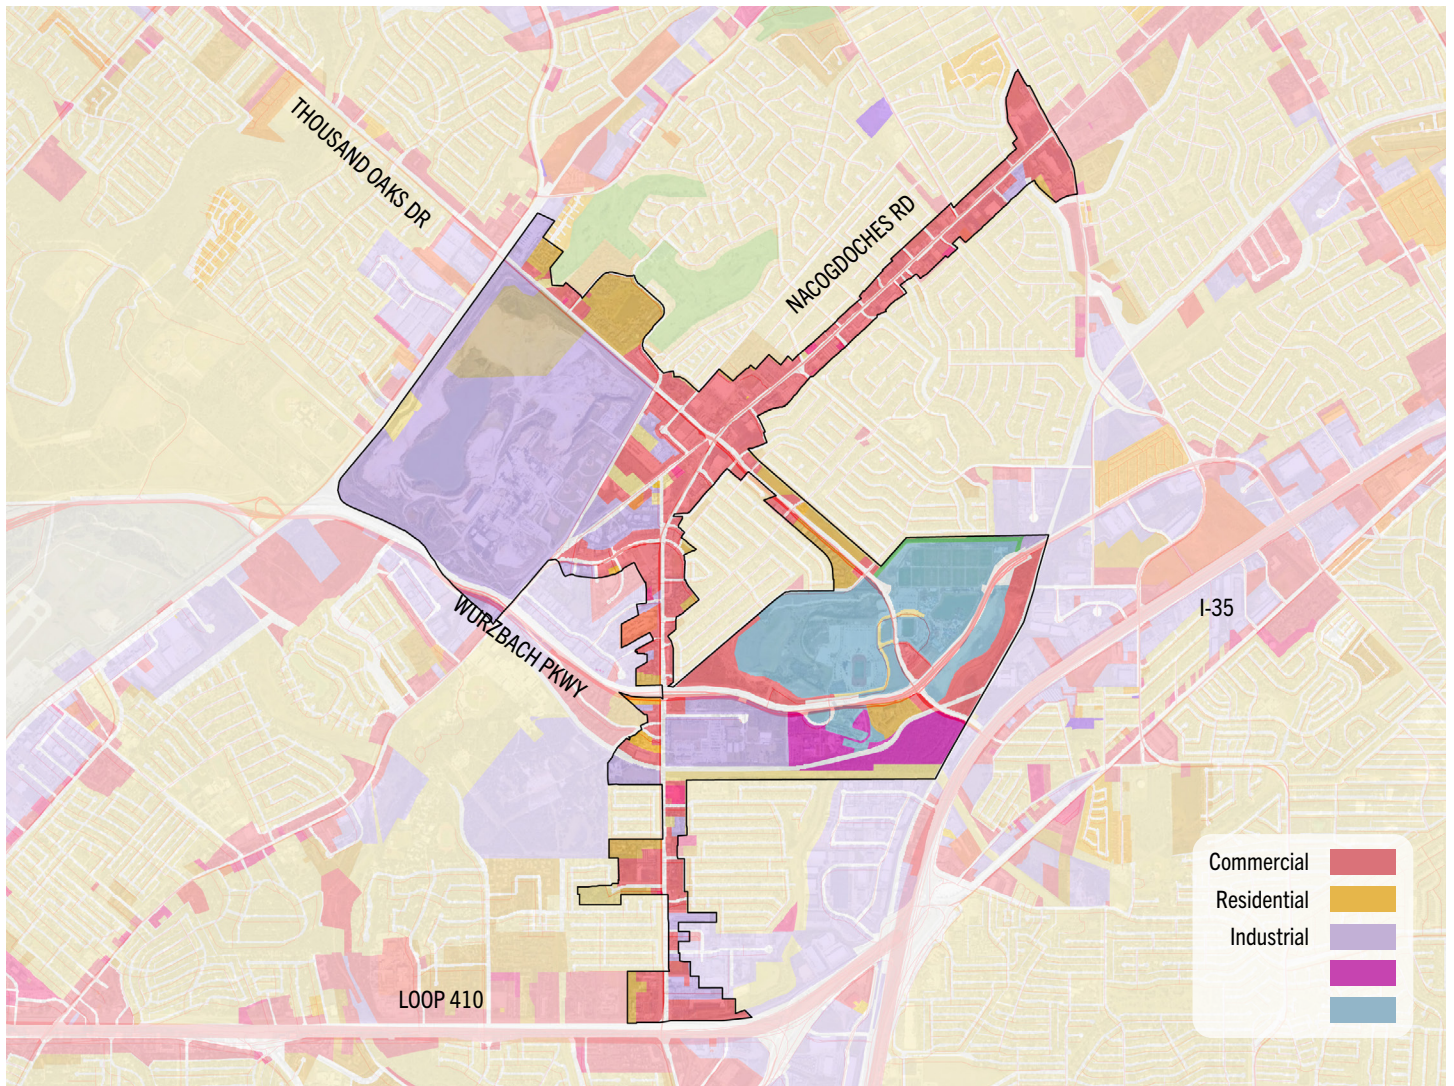 THOUSAND OAKS DR
NACOGDOCHES RD
WURZBACH PKWY
I-35
LOOP 410
Commercial
Residential
Industrial